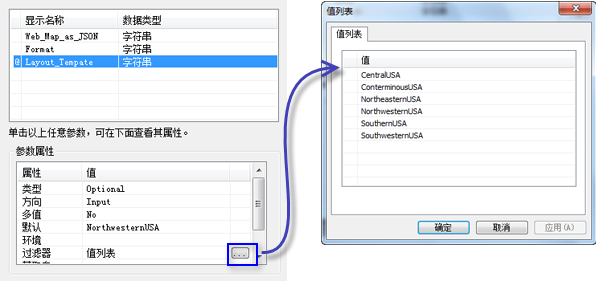 显示名称 数据类型
Web_Map_as_JSON 字符串
Format 字符串
@ Layout_Tempate 字符串
单击以上任意参数，可在下面查看其属性。
参数属性
属性 值
类型 Optional
方向 Input
多值 No
默认 NorthwesternUSA
环境
过滤器 值列表 ...
值列表
值列表
值
CentralUSA
ConterminousUSA
NortheasternUSA
NorthwesternUSA
SouthernUSA
SouthwesternUSA
确定 取消 应用(A)